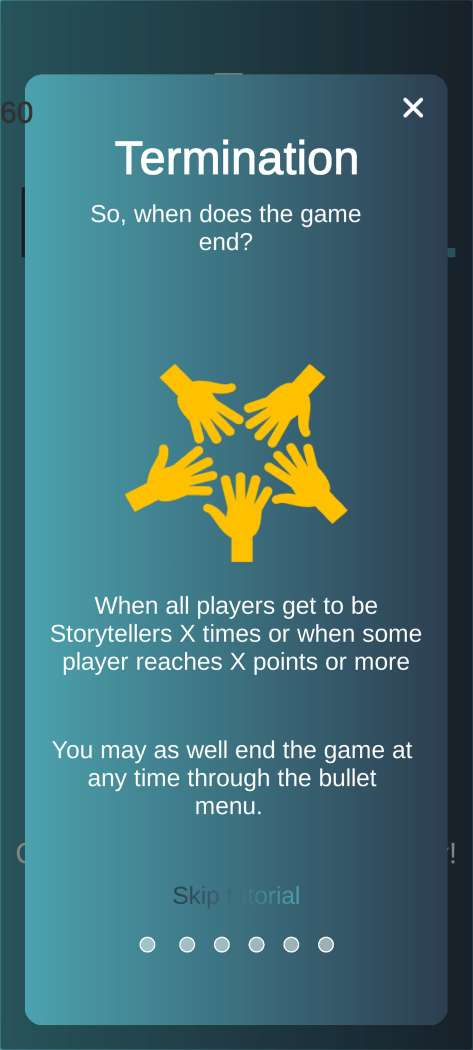 60
Termination
So, when does the game
end?
When all players get to be
Storytellers X times or when some
player reaches X points or more
You may as well end the game at
any time through the bullet
menu.
Skip tutorial